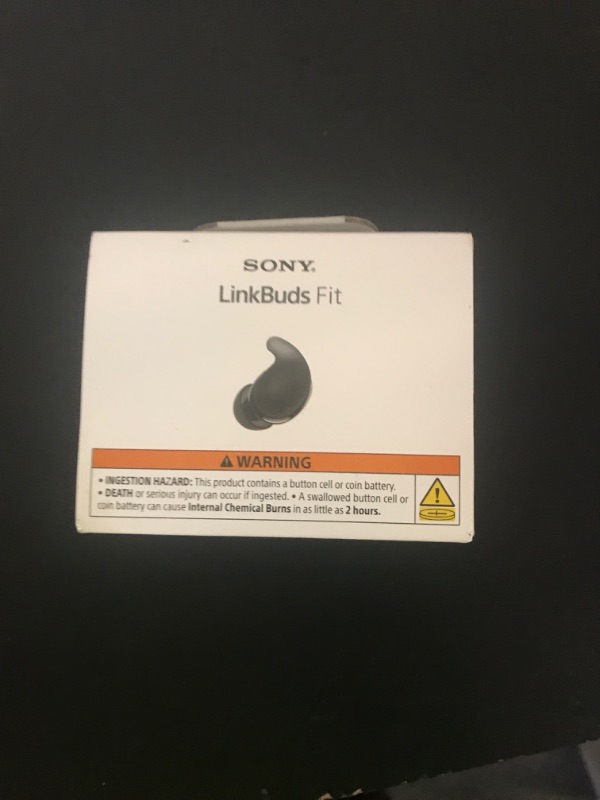 SONY®
LinkBuds Fit
⚠ WARNING
• INGESTION HAZARD: This product contains a button cell or coin battery.
• DEATH or serious injury can occur if ingested. • A swallowed button cell or
coin battery can cause Internal Chemical Burns in as little as 2 hours.